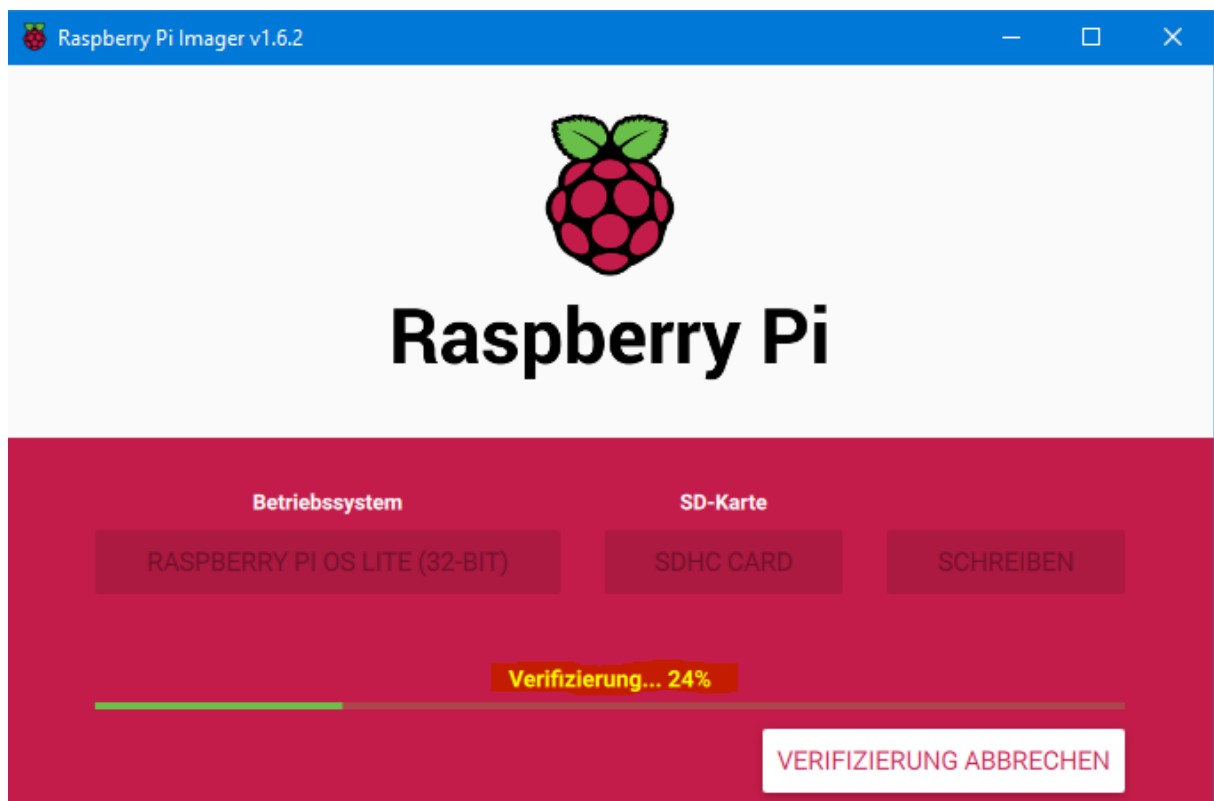 Raspberry Pi Imager v1.6.2
Raspberry Pi
Betriebssystem
SD-Karte
RASPBERRY PI OS LITE (32-BIT)
SDHC CARD
SCHREIBEN
Verifizierung... 24%
VERIFIZIERUNG ABBRECHEN